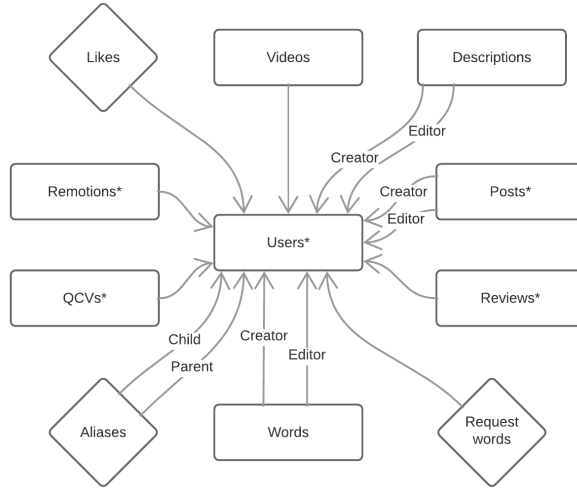 Likes
Videos
Descriptions
Editor
Creator
Remotions*
Creator
Posts*
Editor
Users*
QCVs*
Reviews*
Child
Creator
Editor
Parent
Aliases
Words
Request
words